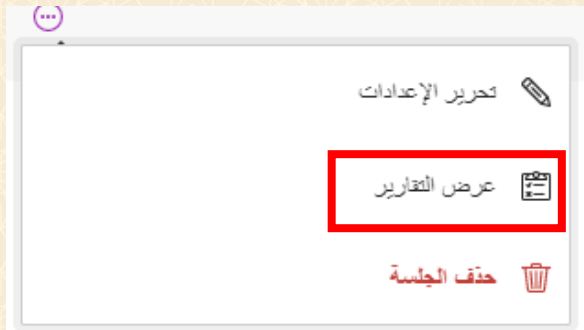 تحرير الإعدادات
عرض التقارير
حذف الجلسة